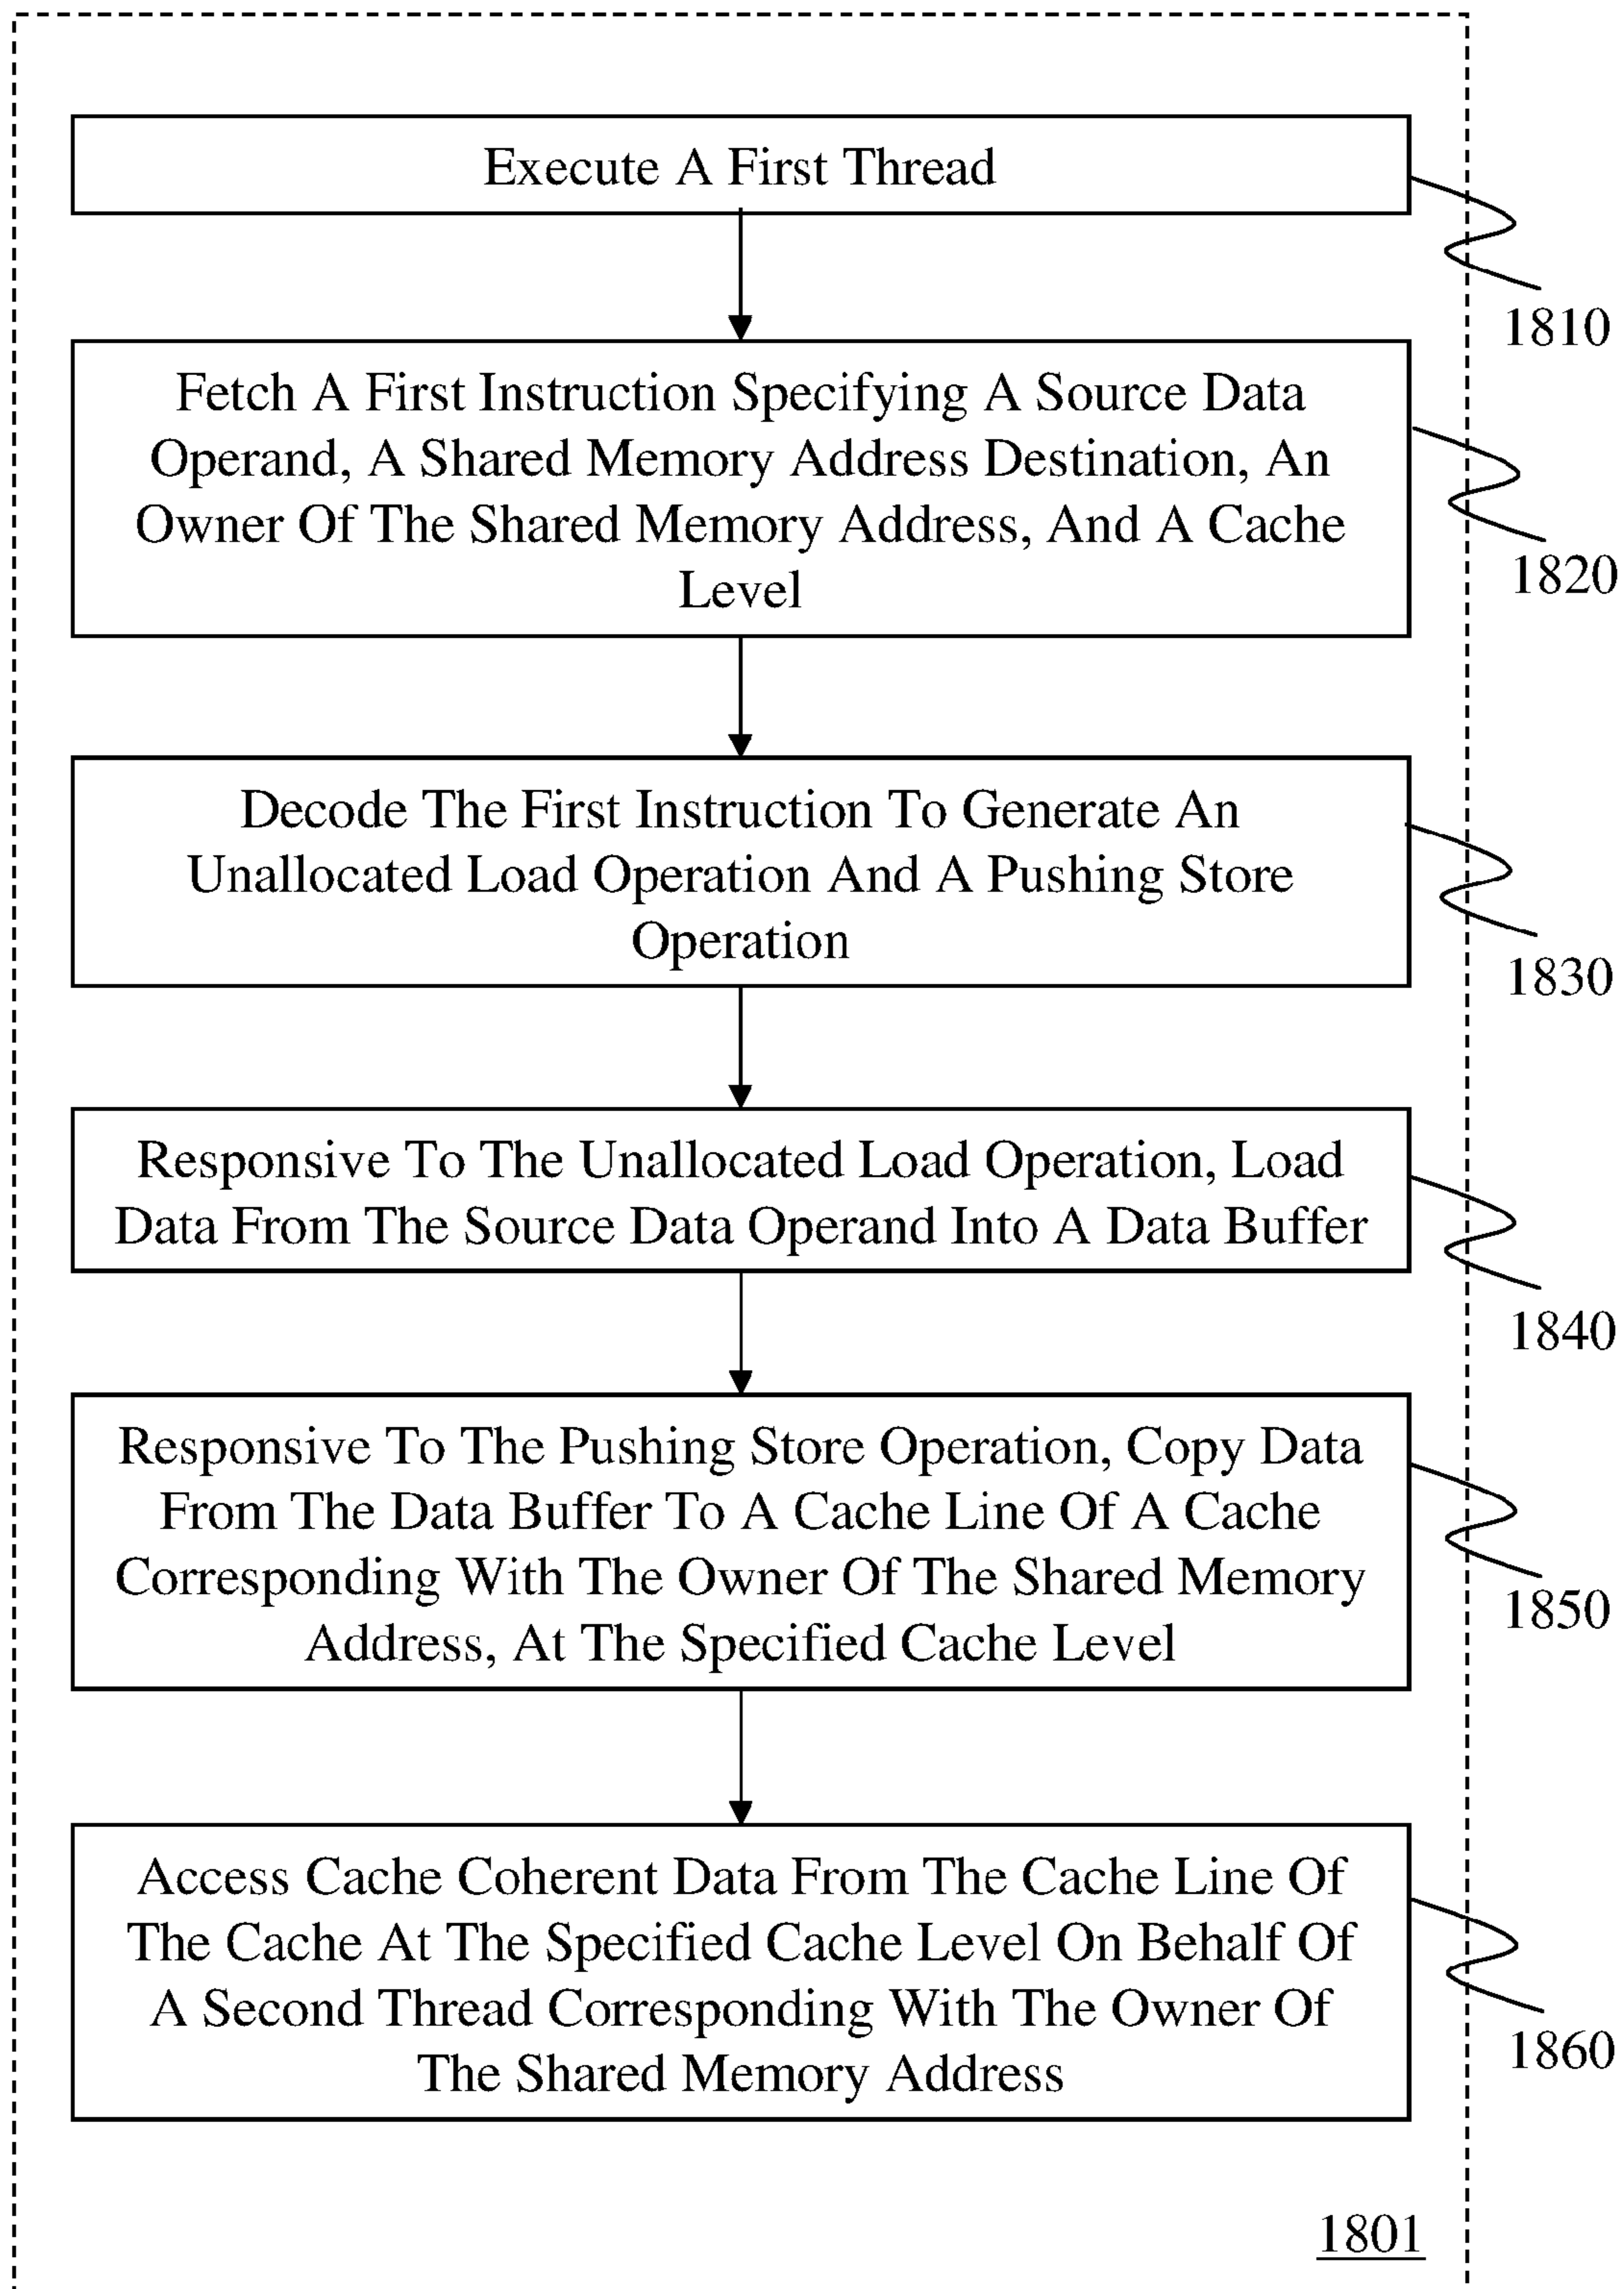 Execute A First Thread
1810
Fetch A First Instruction Specifying A Source Data
Operand, A Shared Memory Address Destination, An
Owner Of The Shared Memory Address, And A Cache
Level
1820
Decode The First Instruction To Generate An
Unallocated Load Operation And A Pushing Store
Operation
1830
Responsive To The Unallocated Load Operation, Load
Data From The Source Data Operand Into A Data Buffer
1840
Responsive To The Pushing Store Operation, Copy Data
From The Data Buffer To A Cache Line Of A Cache
Corresponding With The Owner Of The Shared Memory
Address, At The Specified Cache Level
1850
Access Cache Coherent Data From The Cache Line Of
The Cache At The Specified Cache Level On Behalf Of
A Second Thread Corresponding With The Owner Of
The Shared Memory Address
1860
1801